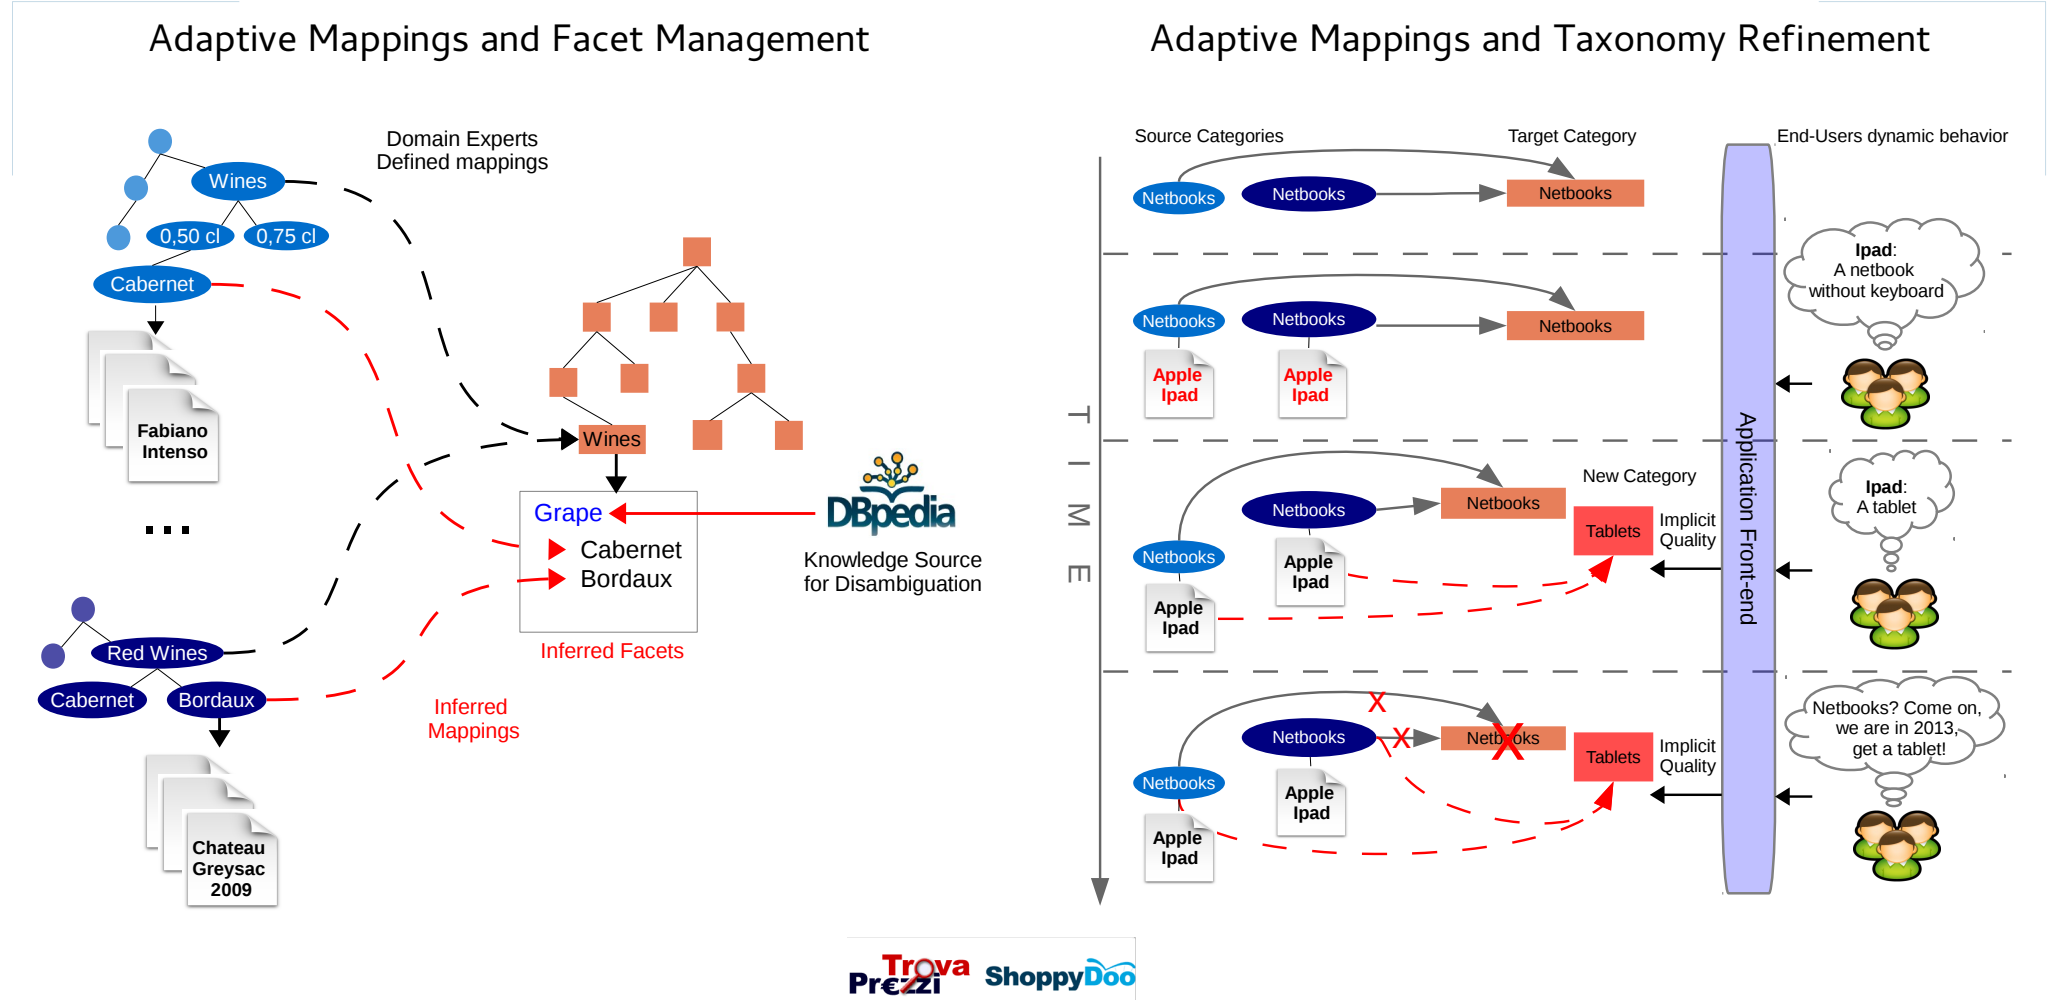 Adaptive Mappings and Facet Management
Domain Experts
Defined mappings
Wines
0,50 cl
0,75 cl
Cabernet
Fabiano
Intenso
...
Wines
Grape
Cabernet
Bordaux
Inferred Facets
DBpedia
Knowledge Source
for Disambiguation
Red Wines
Cabernet
Bordaux
Inferred
Mappings
Chateau
Greysac
2009
Adaptive Mappings and Taxonomy Refinement
Source Categories
Target Category
End-Users dynamic behavior
TIME
Application Front-end
Netbooks
Netbooks
Netbooks
Netbooks
Netbooks
Netbooks
Apple
Ipad
Apple
Ipad
Ipad:
A netbook
without keyboard
New Category
Netbooks
Netbooks
Netbooks
Tablets
Implicit
Quality
Apple
Ipad
Apple
Ipad
Ipad:
A tablet
X
X
X
Netbooks
Netbooks
Netbooks
Tablets
Implicit
Quality
Apple
Ipad
Apple
Ipad
Netbooks? Come on,
we are in 2013,
get a tablet!
Trova
Pr€zzi
ShoppyDoo